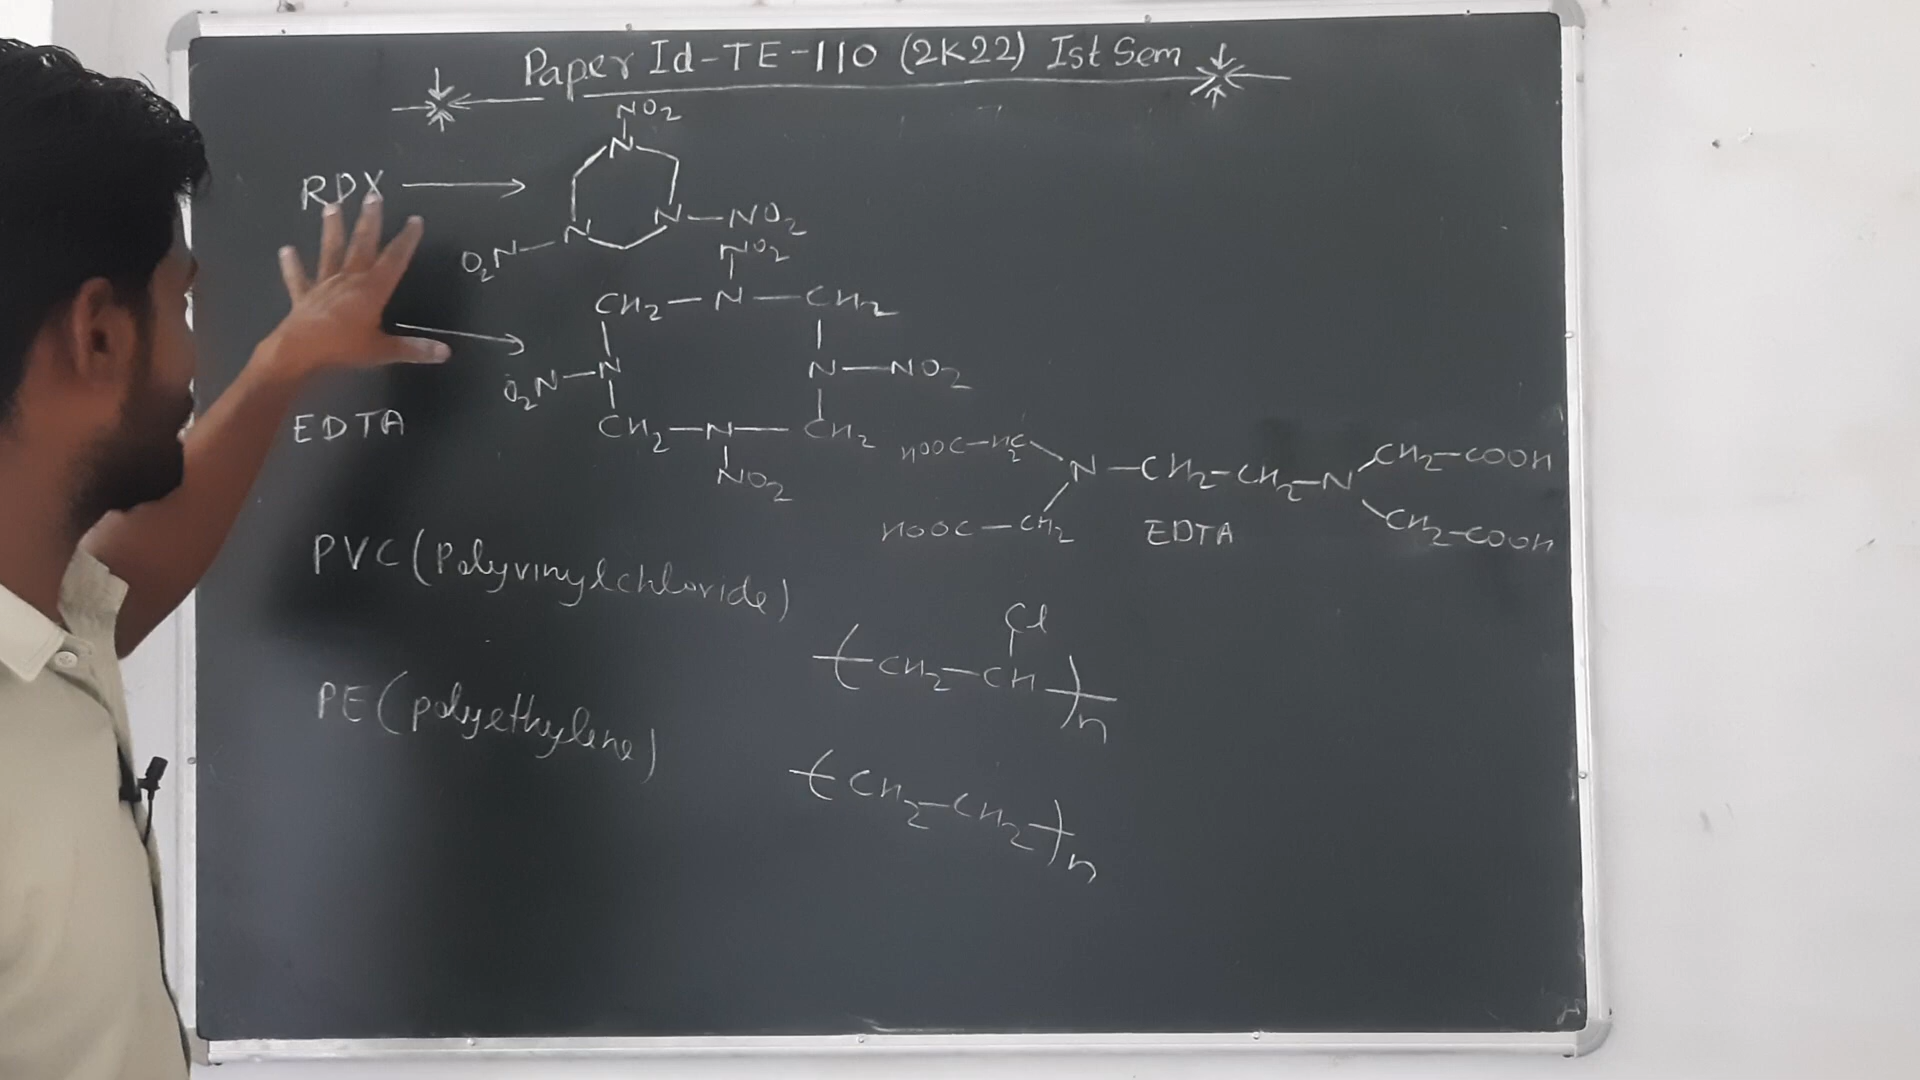 Paper Id-TE-110 (2K22) Ist Sem
NO2
N
RDX
N-NO2
O2N-N
NO2
CH2-N-CH2
O2N-N
N-NO2
EDTA
CH2-N-CH2
NO2
HOOC-H2C
N-CH2-CH2-N
CH2-COOH
HOOC-CH2
EDTA
CH2-COOH
PVC (Polyvinylchloride)
Cl
(CH2-CH)n
PE (polyethylene)
(CH2-CH2)n